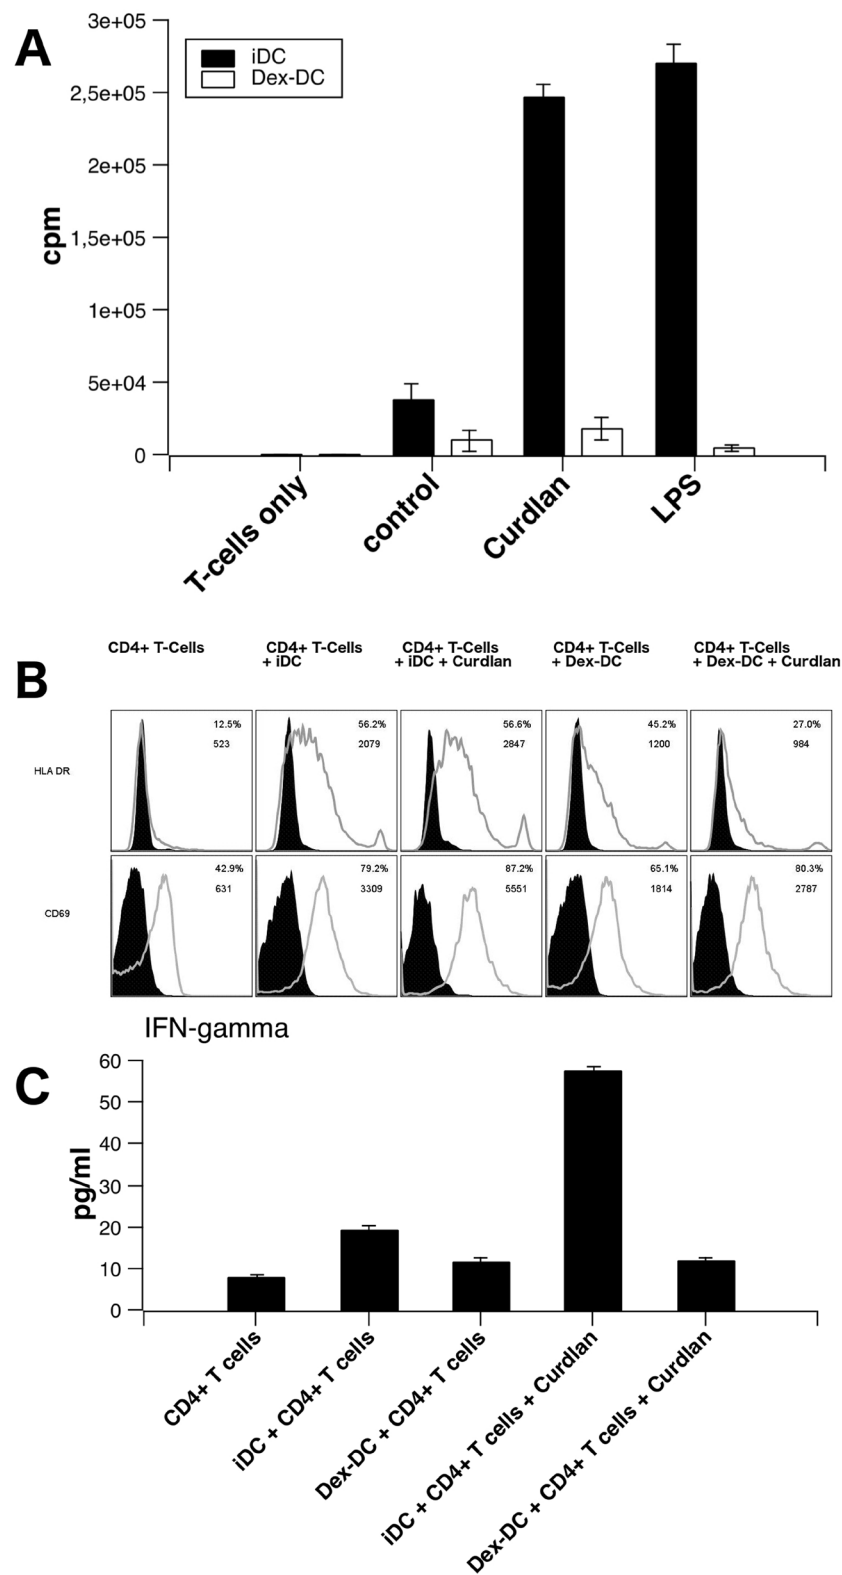 A
3e+05
2,5e+05
2e+05
1,5e+05
1e+05
5e+04
0
cpm
iDC
Dex-DC
T-cells only
control
Curdlan
LPS
B
CD4+ T-Cells
CD4+ T-Cells
+ iDC
CD4+ T-Cells
+ iDC + Curdlan
CD4+ T-Cells
+ Dex-DC
CD4+ T-Cells
+ Dex-DC + Curdlan
HLA DR
12.5%
523
56.2%
2079
56.6%
2847
45.2%
1200
27.0%
984
CD69
42.9%
631
79.2%
3309
87.2%
5551
65.1%
1814
80.3%
2787
IFN-gamma
C
60
50
40
30
20
10
0
pg/ml
CD4+ T cells
iDC + CD4+ T cells
Dex-DC + CD4+ T cells
iDC + CD4+ T cells + Curdlan
Dex-DC + CD4+ T cells + Curdlan